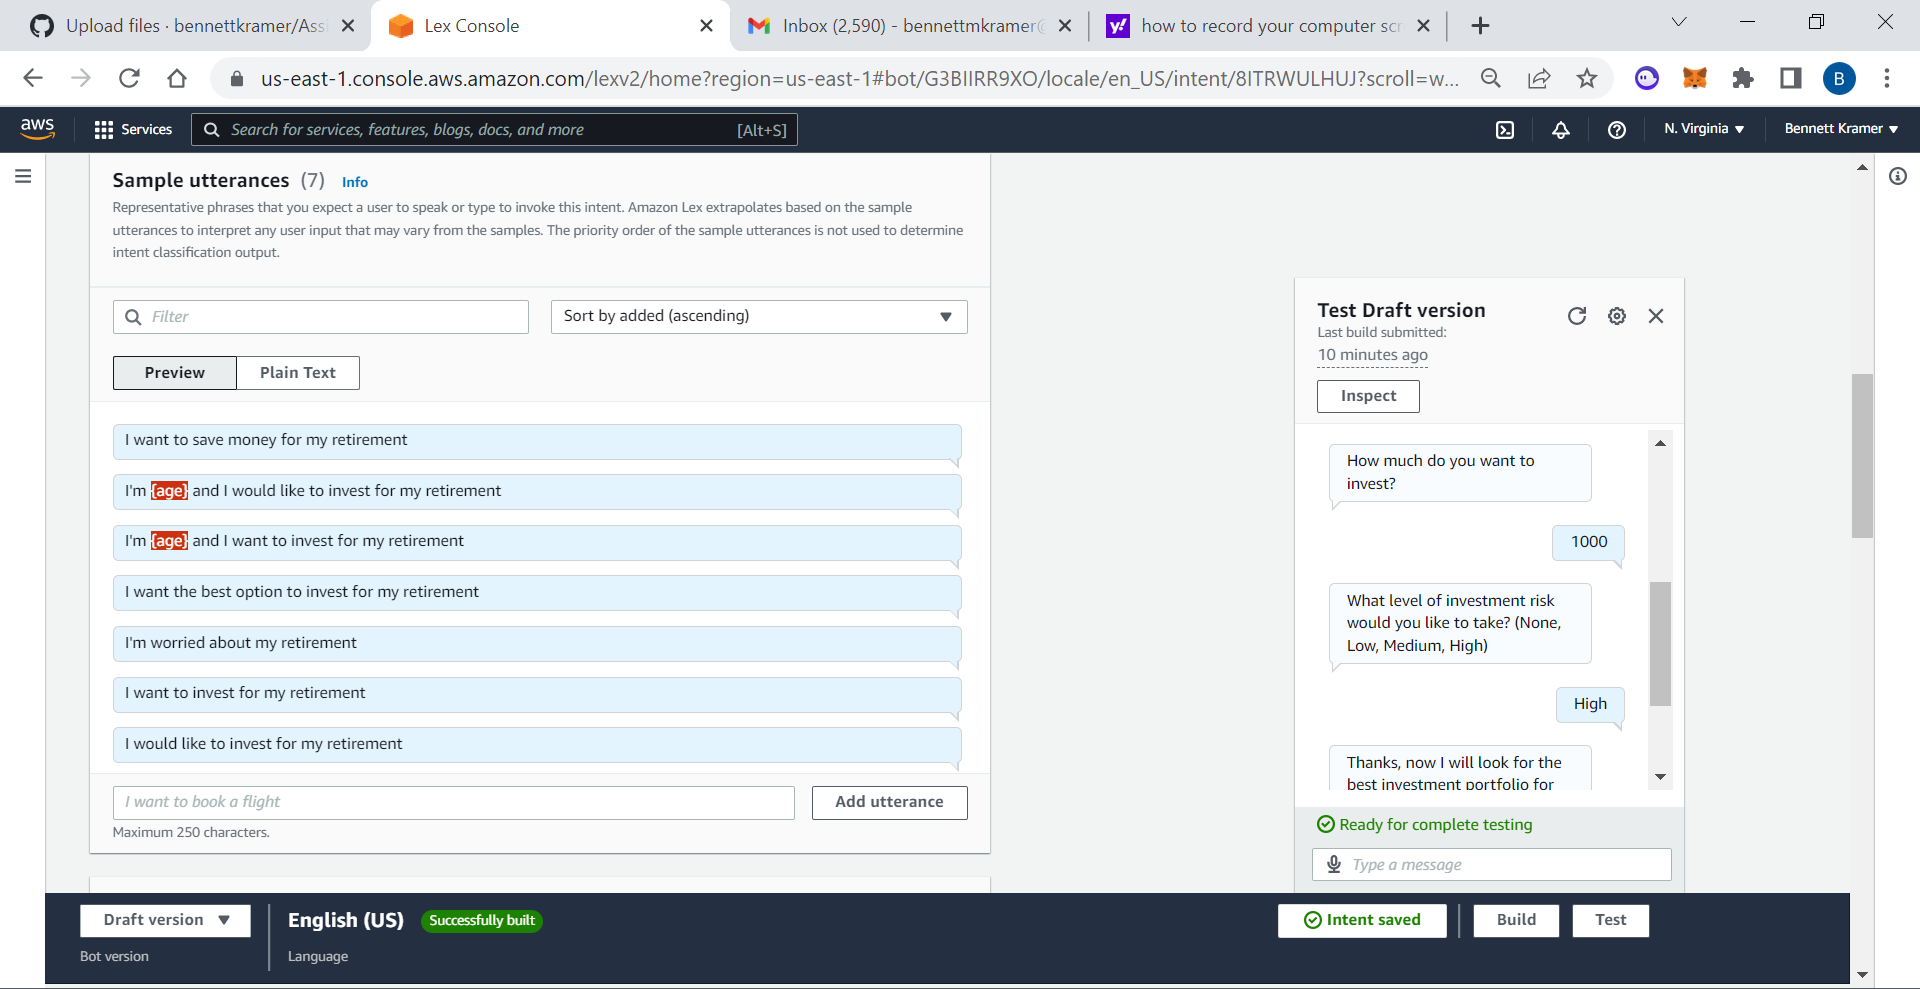 Upload files · bennettkramer/Assi
Lex Console
Inbox (2,590) - bennettmkramer@
y!
how to record your computer scr
us-east-1.console.aws.amazon.com/lexv2/home?region=us-east-1#bot/G3BIIRR9XO/locale/en_US/intent/8ITRWULHUJ?scroll=w...
B
aws
Services
Search for services, features, blogs, docs, and more
[Alt+S]
N. Virginia
Bennett Kramer
Sample utterances (7) Info
Representative phrases that you expect a user to speak or type to invoke this intent. Amazon Lex extrapolates based on the sample
utterances to interpret any user input that may vary from the samples. The priority order of the sample utterances is not used to determine
intent classification output.
Filter
Sort by added (ascending)
Preview
Plain Text
I want to save money for my retirement
I'm {age} and I would like to invest for my retirement
I'm {age} and I want to invest for my retirement
I want the best option to invest for my retirement
I'm worried about my retirement
I want to invest for my retirement
I would like to invest for my retirement
I want to book a flight
Add utterance
Maximum 250 characters.
Test Draft version
Last build submitted:
10 minutes ago
Inspect
How much do you want to
invest?
1000
What level of investment risk
would you like to take? (None,
Low, Medium, High)
High
Thanks, now I will look for the
best investment portfolio for
Ready for complete testing
Type a message
Draft version
Bot version
English (US)
Successfully built
Language
Intent saved
Build
Test